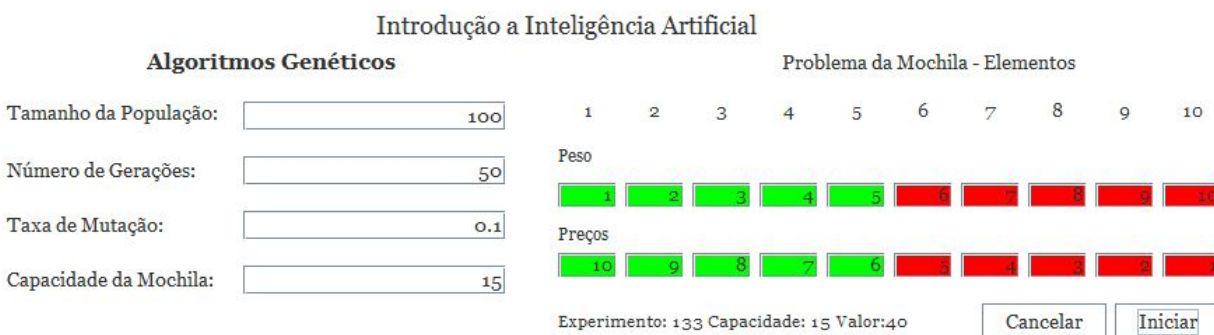 Introdução a Inteligência Artificial
Algoritmos Genéticos
Tamanho da População: 100
Número de Gerações: 50
Taxa de Mutação: 0.1
Capacidade da Mochila: 15
Problema da Mochila - Elementos
1 2 3 4 5 6 7 8 9 10
Peso
1 2 3 4 5 6 7 8 9 10
Preços
10 9 8 7 6 5 4 3 2
Experimento: 133 Capacidade: 15 Valor:40
Cancelar Iniciar